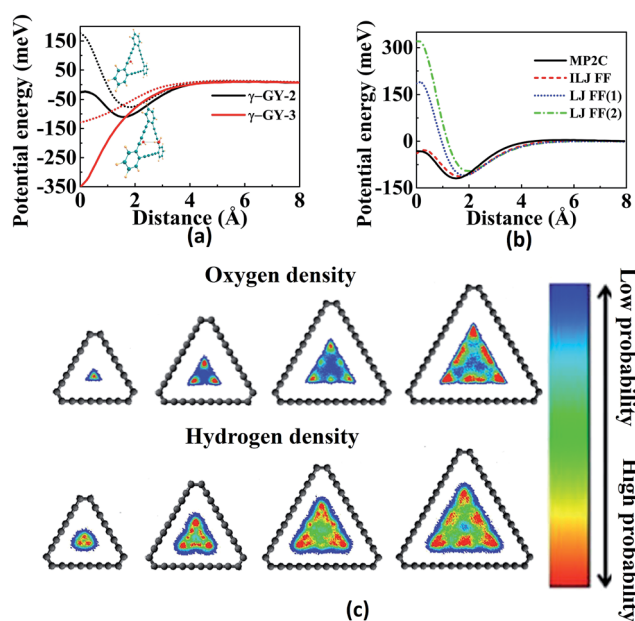 Potential energy (meV)
150
50
-50
-150
-250
-350
γ-GY-2
γ-GY-3
0 2 4 6 8
Distance (Å)
(a)
Potential energy (meV)
300
150
0
-150
MP2C
ILJ FF
LJ FF(1)
LJ FF(2)
0 2 4 6 8
Distance (Å)
(b)
Oxygen density
Hydrogen density
Low probability
High probability
(c)